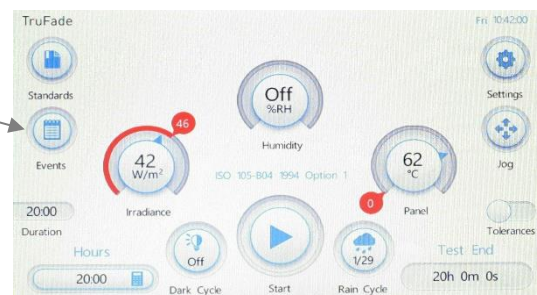 TruFade
Fri 10:42:00
Standards
Settings
Off
%RH
Humidity
46
42
W/m²
Irradiance
Events
ISO 105-B04 1994 Option 1
62
°C
0
Panel
Jog
20:00
Duration
Tolerances
Hours
20:00
Off
Dark Cycle
Start
1/29
Rain Cycle
Test End
20h 0m 0s